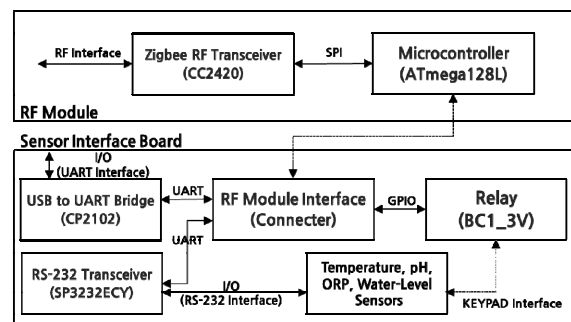 RF Interface
Zigbee RF Transceiver
(CC2420)
SPI
Microcontroller
(ATmega128L)
RF Module
Sensor Interface Board
I/O
(UART Interface)
USB to UART Bridge
(CP2102)
UART
RF Module Interface
(Connecter)
GPIO
Relay
(BC1_3V)
UART
RS-232 Transceiver
(SP3232ECY)
I/O
(RS-232 Interface)
Temperature, pH,
ORP, Water-Level
Sensors
KEYPAD Interface